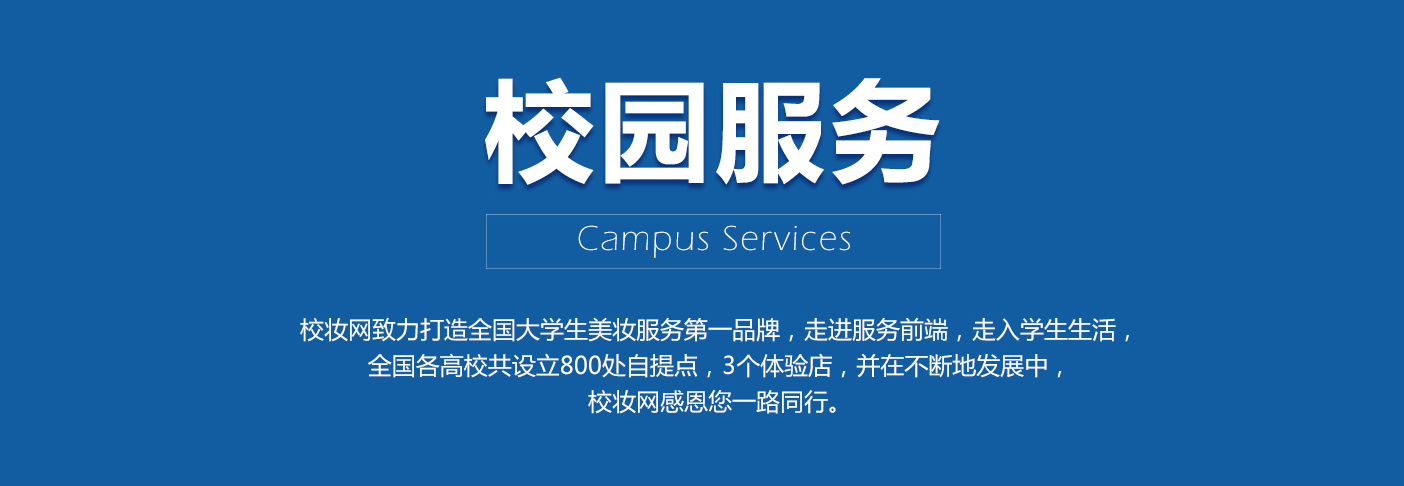 校园服务
Campus Services
校妆网致力打造全国大学生美妆服务第一品牌，走进服务前端，走入学生生活，
全国各高校共设立800处自提点，3个体验店，并在不断地发展中，
校妆网感恩您一路同行。